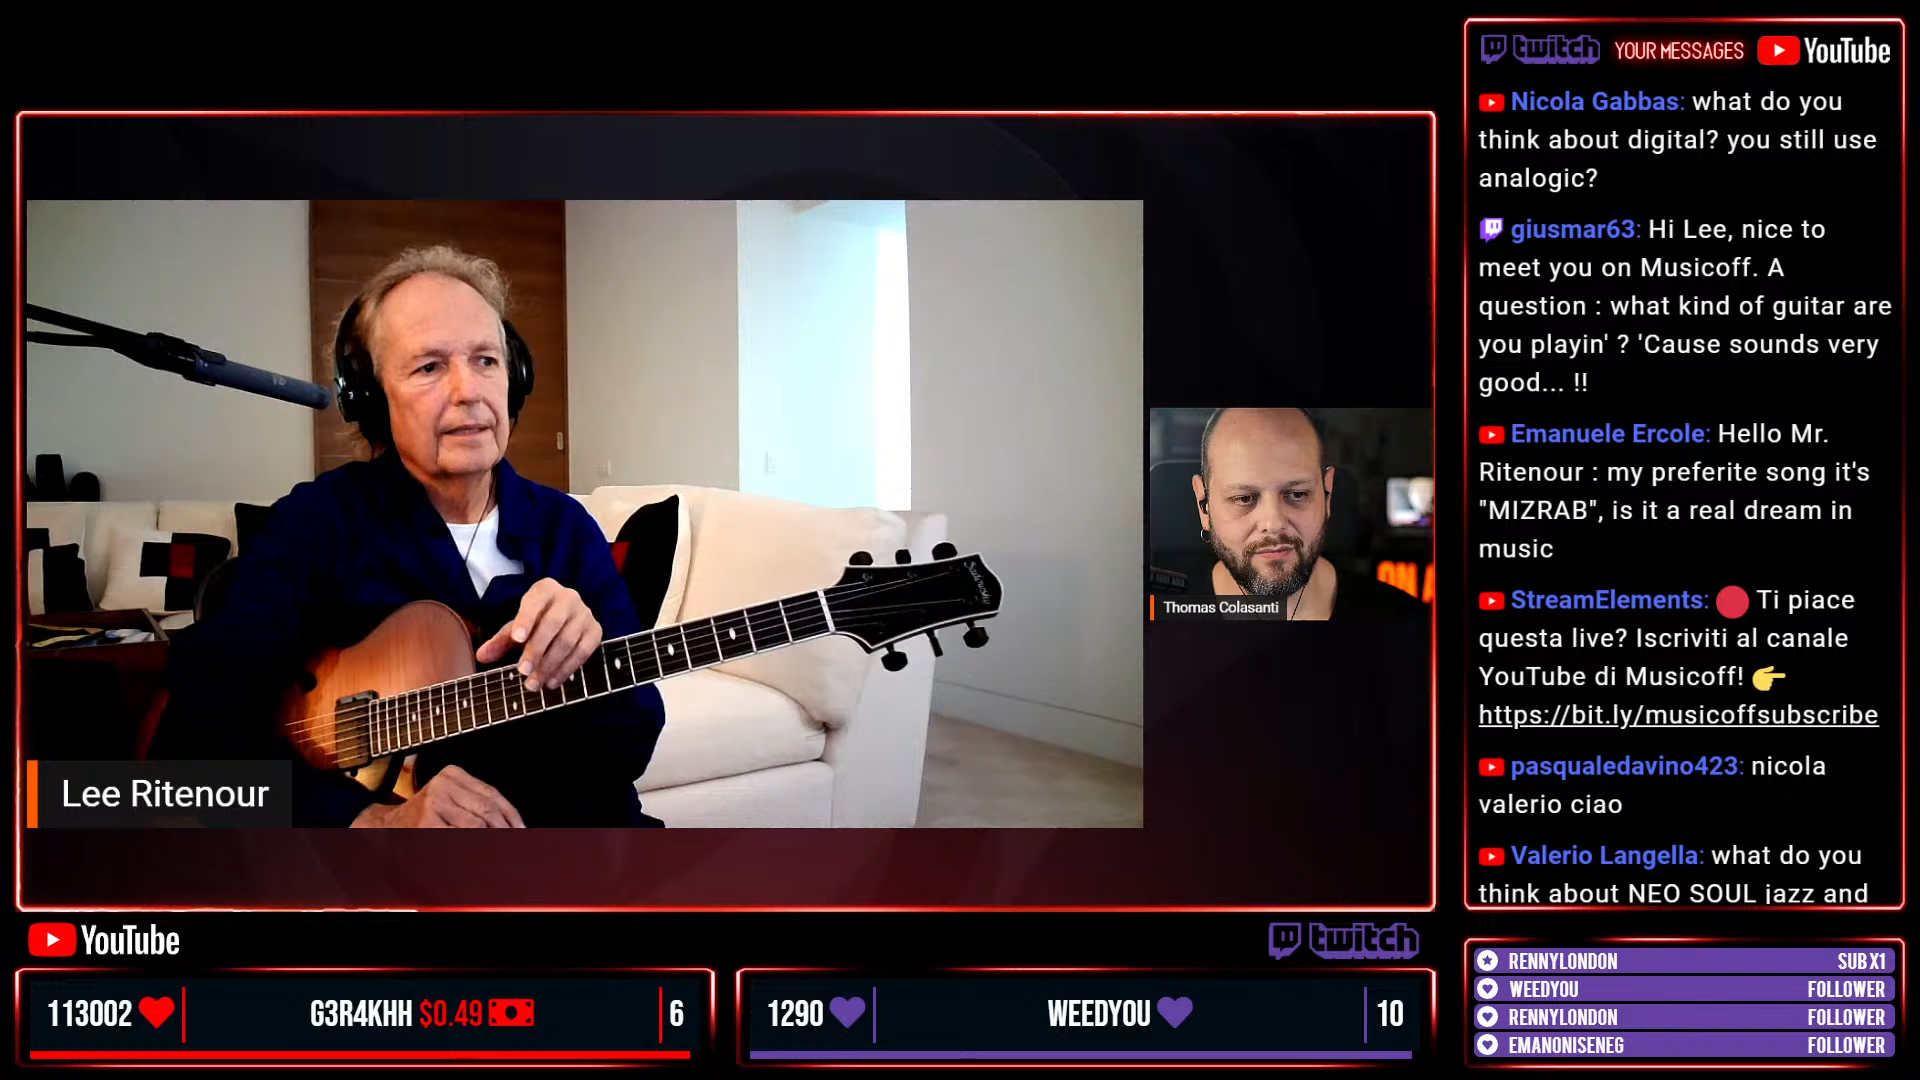 twitch YOUR MESSAGES YouTube
Nicola Gabbas: what do you
think about digital? you still use
analogic?
giusmar63: Hi Lee, nice to
meet you on Musicoff. A
question : what kind of guitar are
you playin' ? 'Cause sounds very
good... !!
Emanuele Ercole: Hello Mr.
Ritenour : my preferite song it's
"MIZRAB", is it a real dream in
music
StreamElements: 🔴 Ti piace
questa live? Iscriviti al canale
YouTube di Musicoff! 👉
https://bit.ly/musicoffsubscribe
pasqualedavino423: nicola
valerio ciao
Valerio Langella: what do you
think about NEO SOUL jazz and
Sadowsky
ON A
Thomas Colasanti
Lee Ritenour
YouTube
twitch
113002 G3R4KHH $0.49 6
1290 WEEDYOU 10
RENNYLONDON SUB X1
WEEDYOU FOLLOWER
RENNYLONDON FOLLOWER
EMANONISENEG FOLLOWER